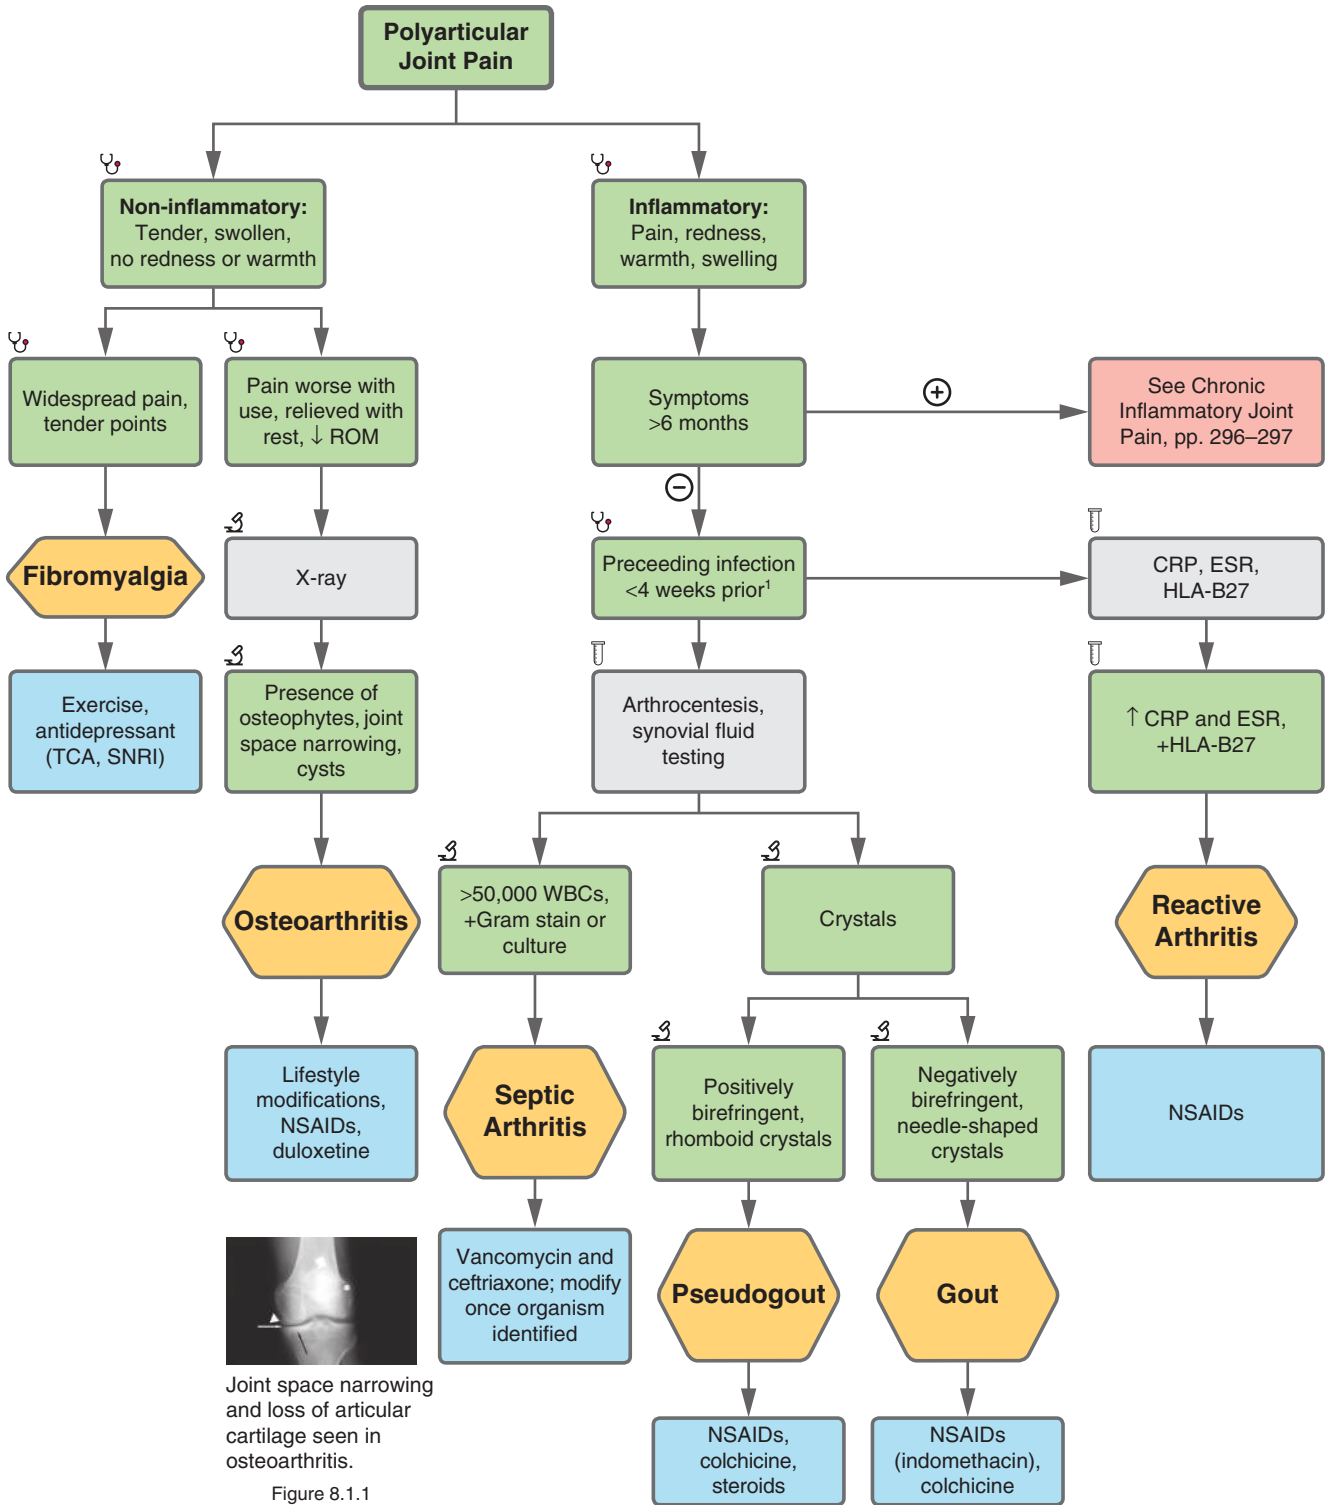 Polyarticular
Joint Pain
Non-inflammatory:
Tender, swollen,
no redness or warmth
Inflammatory:
Pain, redness,
warmth, swelling
Widespread pain,
tender points
Pain worse with
use, relieved with
rest, ↓ ROM
Symptoms
>6 months
+
See Chronic
Inflammatory Joint
Pain, pp. 296–297
−
Fibromyalgia
X-ray
Preceeding infection
<4 weeks prior¹
CRP, ESR,
HLA-B27
Exercise,
antidepressant
(TCA, SNRI)
Presence of
osteophytes, joint
space narrowing,
cysts
Arthrocentesis,
synovial fluid
testing
↑ CRP and ESR,
+HLA-B27
Osteoarthritis
>50,000 WBCs,
+Gram stain or
culture
Crystals
Reactive
Arthritis
Lifestyle
modifications,
NSAIDs,
duloxetine
Septic
Arthritis
Positively
birefringent,
rhomboid crystals
Negatively
birefringent,
needle-shaped
crystals
NSAIDs
Vancomycin and
ceftriaxone; modify
once organism
identified
Pseudogout
Gout
Joint space narrowing
and loss of articular
cartilage seen in
osteoarthritis.
Figure 8.1.1
NSAIDs,
colchicine,
steroids
NSAIDs
(indomethacin),
colchicine